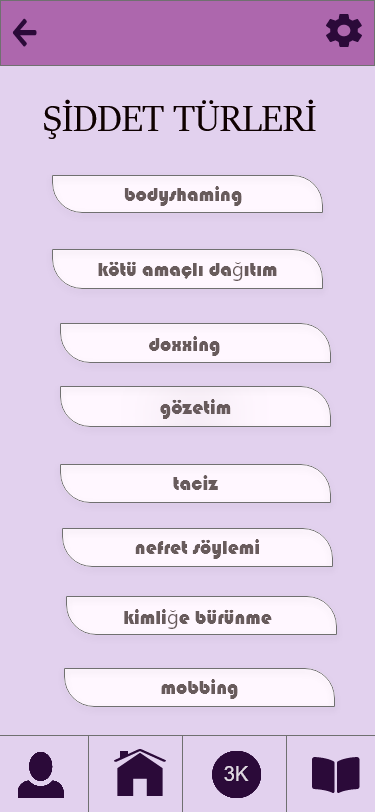 ŞİDDET TÜRLERİ
bodyshaming
kötü amaçlı dağıtım
doxxing
gözetim
taciz
nefret söylemi
kimliğe bürünme
mobbing
3K